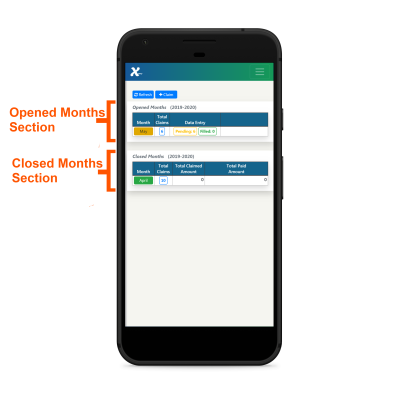 X
Refresh + Claim
Opened Months
Section
Opened Months (2019-2020)
Month Total Claims Data Entry
May 6 Pending: 6 Filled: 0
Closed Months
Section
Closed Months (2019-2020)
Month Total Claims Total Claimed Amount Total Paid Amount
April 10 0 0